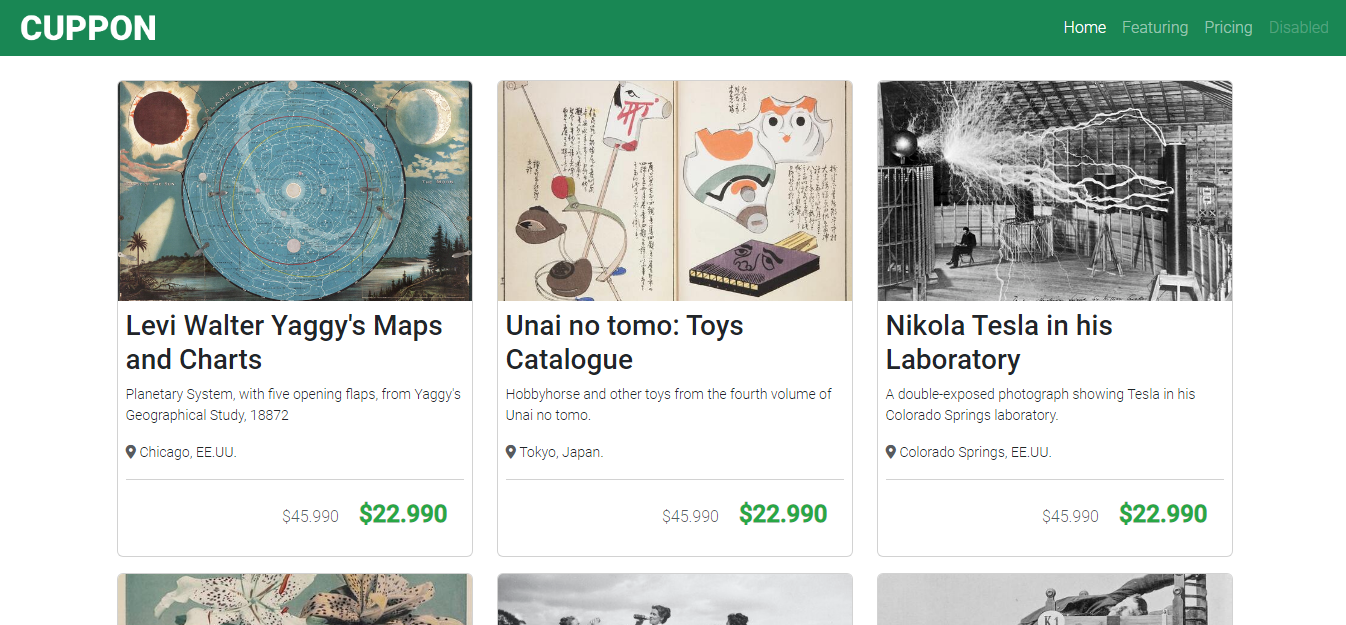 CUPPON
Home Featuring Pricing Disabled
Levi Walter Yaggy's Maps
and Charts
Planetary System, with five opening flaps, from Yaggy's
Geographical Study, 18872
Chicago, EE.UU.
$45.990 $22.990
Unai no tomo: Toys
Catalogue
Hobbyhorse and other toys from the fourth volume of
Unai no tomo.
Tokyo, Japan.
$45.990 $22.990
Nikola Tesla in his
Laboratory
A double-exposed photograph showing Tesla in his
Colorado Springs laboratory.
Colorado Springs, EE.UU.
$45.990 $22.990
K1